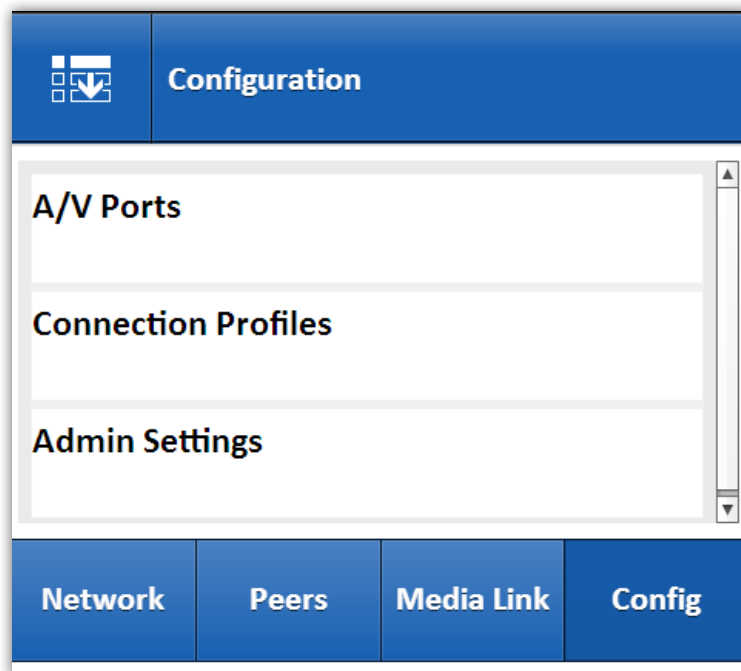 Configuration
A/V Ports
Connection Profiles
Admin Settings
Network Peers Media Link Config